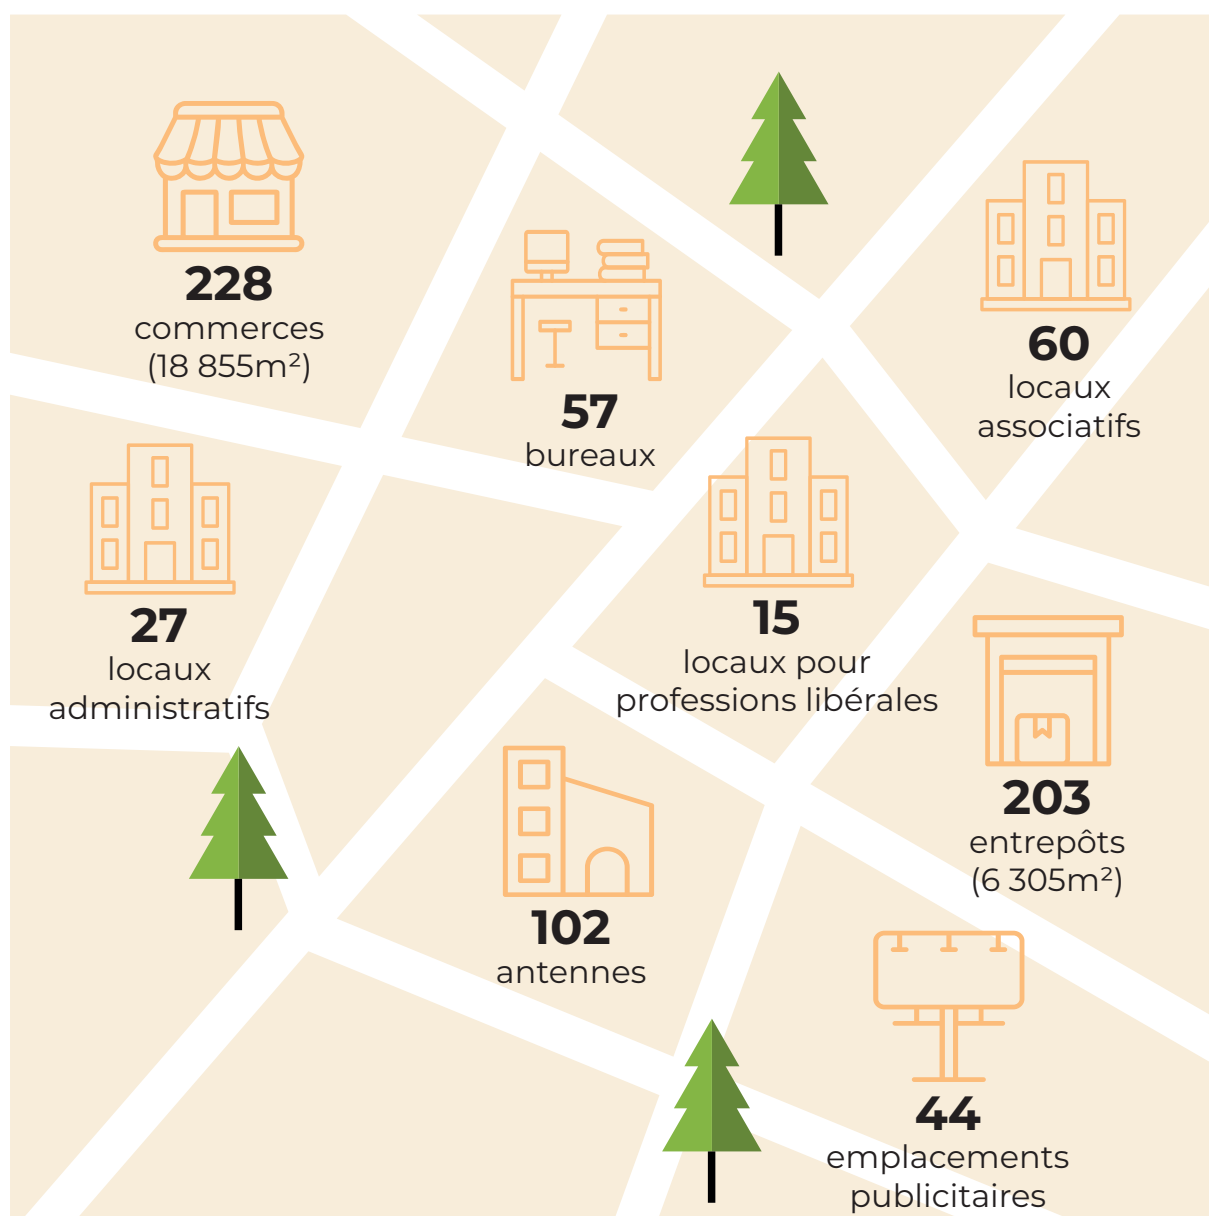 228
commerces
(18 855m²)
57
bureaux
60
locaux
associatifs
27
locaux
administratifs
15
locaux pour
professions libérales
203
entrepôts
(6 305m²)
102
antennes
44
emplacements
publicitaires